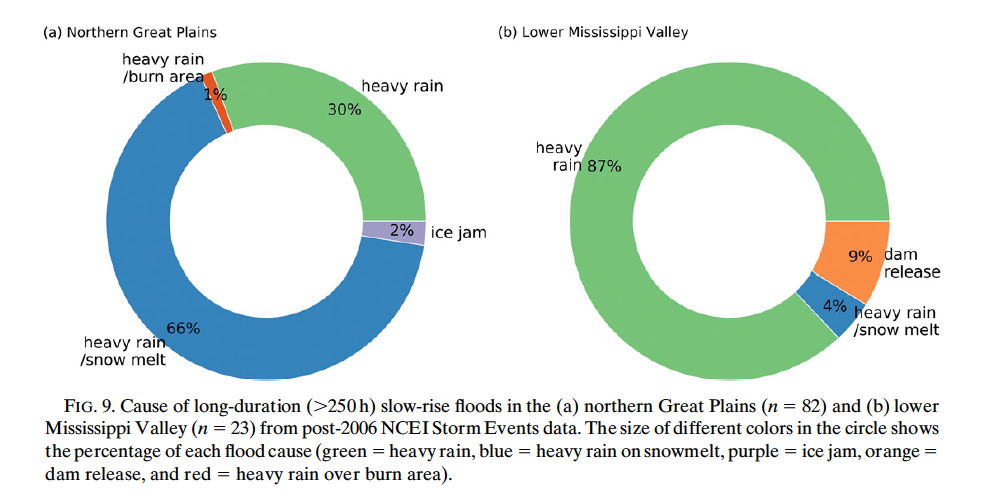 (a) Northern Great Plains
heavy rain
/burn area
1%
heavy rain
30%
2%
ice jam
66%
heavy rain
/snow melt
(b) Lower Mississippi Valley
heavy
rain
87%
9%
dam
release
4%
heavy rain
/snow melt
FIG. 9. Cause of long-duration (>250 h) slow-rise floods in the (a) northern Great Plains (n = 82) and (b) lower
Mississippi Valley (n = 23) from post-2006 NCEI Storm Events data. The size of different colors in the circle shows
the percentage of each flood cause (green = heavy rain, blue = heavy rain on snowmelt, purple = ice jam, orange =
dam release, and red = heavy rain over burn area).